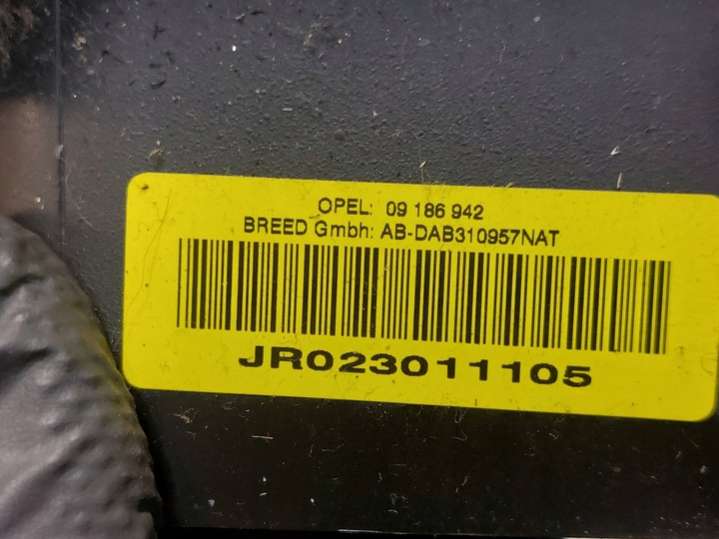 OPEL: 09 186 942
BREED Gmbh: AB-DAB310957NAT
JR023011105